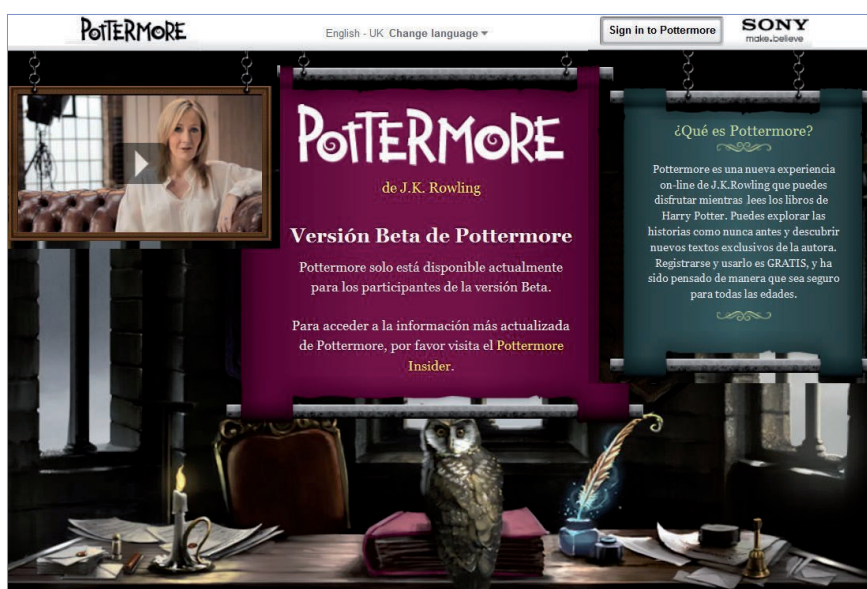 POTTERMORE
English - UK Change language
Sign in to Pottermore
SONY
make.believe
POTTERMORE
de J.K. Rowling
Versión Beta de Pottermore
Pottermore solo está disponible actualmente
para los participantes de la versión Beta.
Para acceder a la información más actualizada
de Pottermore, por favor visita el Pottermore
Insider.
¿Qué es Pottermore?
Pottermore es una nueva experiencia
on-line de J.K.Rowling que puedes
disfrutar mientras lees los libros de
Harry Potter. Puedes explorar las
historias como nunca antes y descubrir
nuevos textos exclusivos de la autora.
Registrarse y usarlo es GRATIS, y ha
sido pensado de manera que sea seguro
para todas las edades.